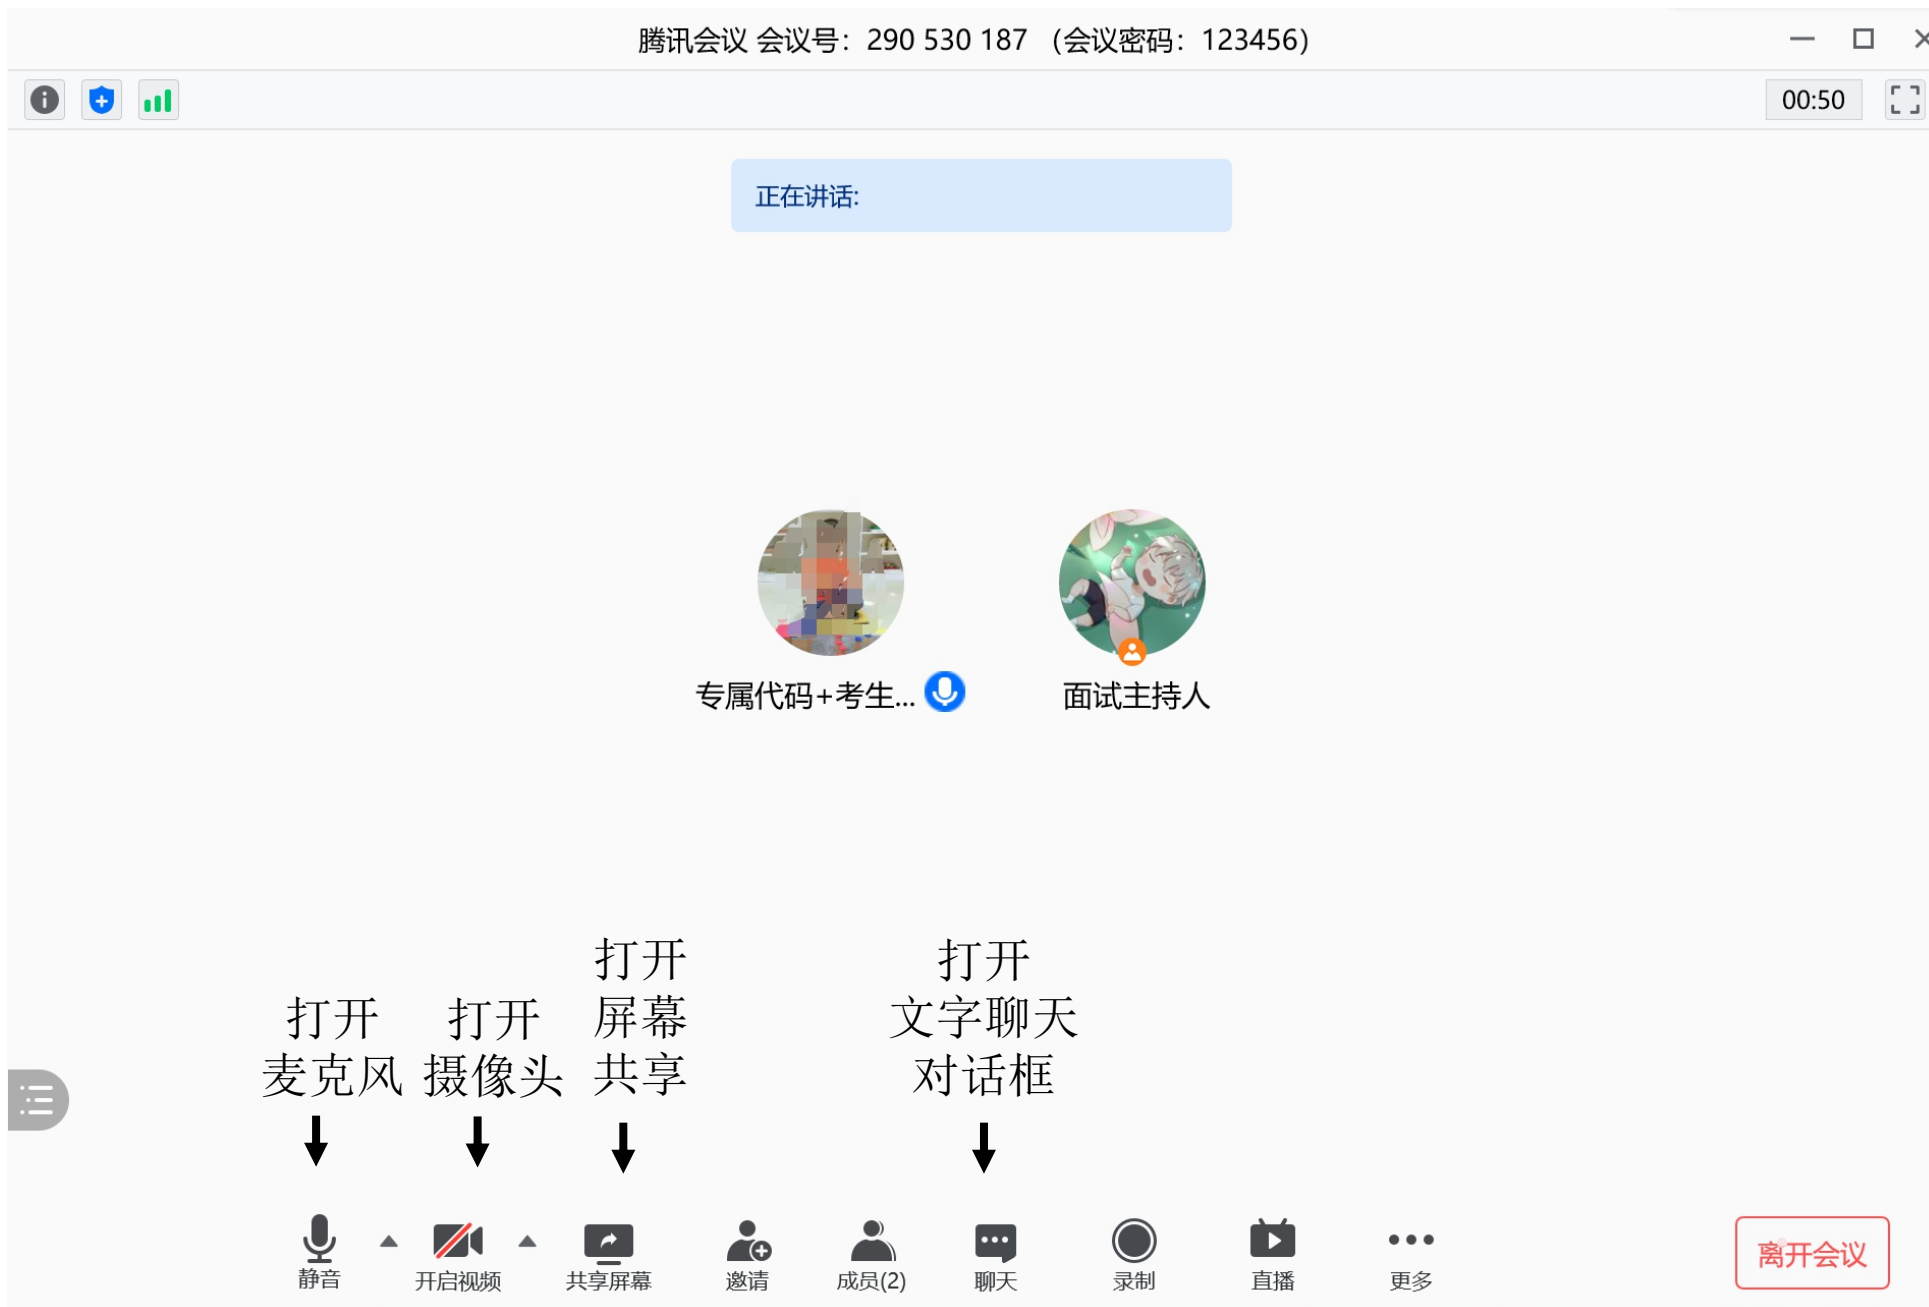 腾讯会议 会议号：290 530 187 （会议密码：123456）
00:50
正在讲话:
专属代码+考生...
面试主持人
打开
麦克风
打开
摄像头
打开
屏幕
共享
打开
文字聊天
对话框
静音
开启视频
共享屏幕
邀请
成员(2)
聊天
录制
直播
更多
离开会议